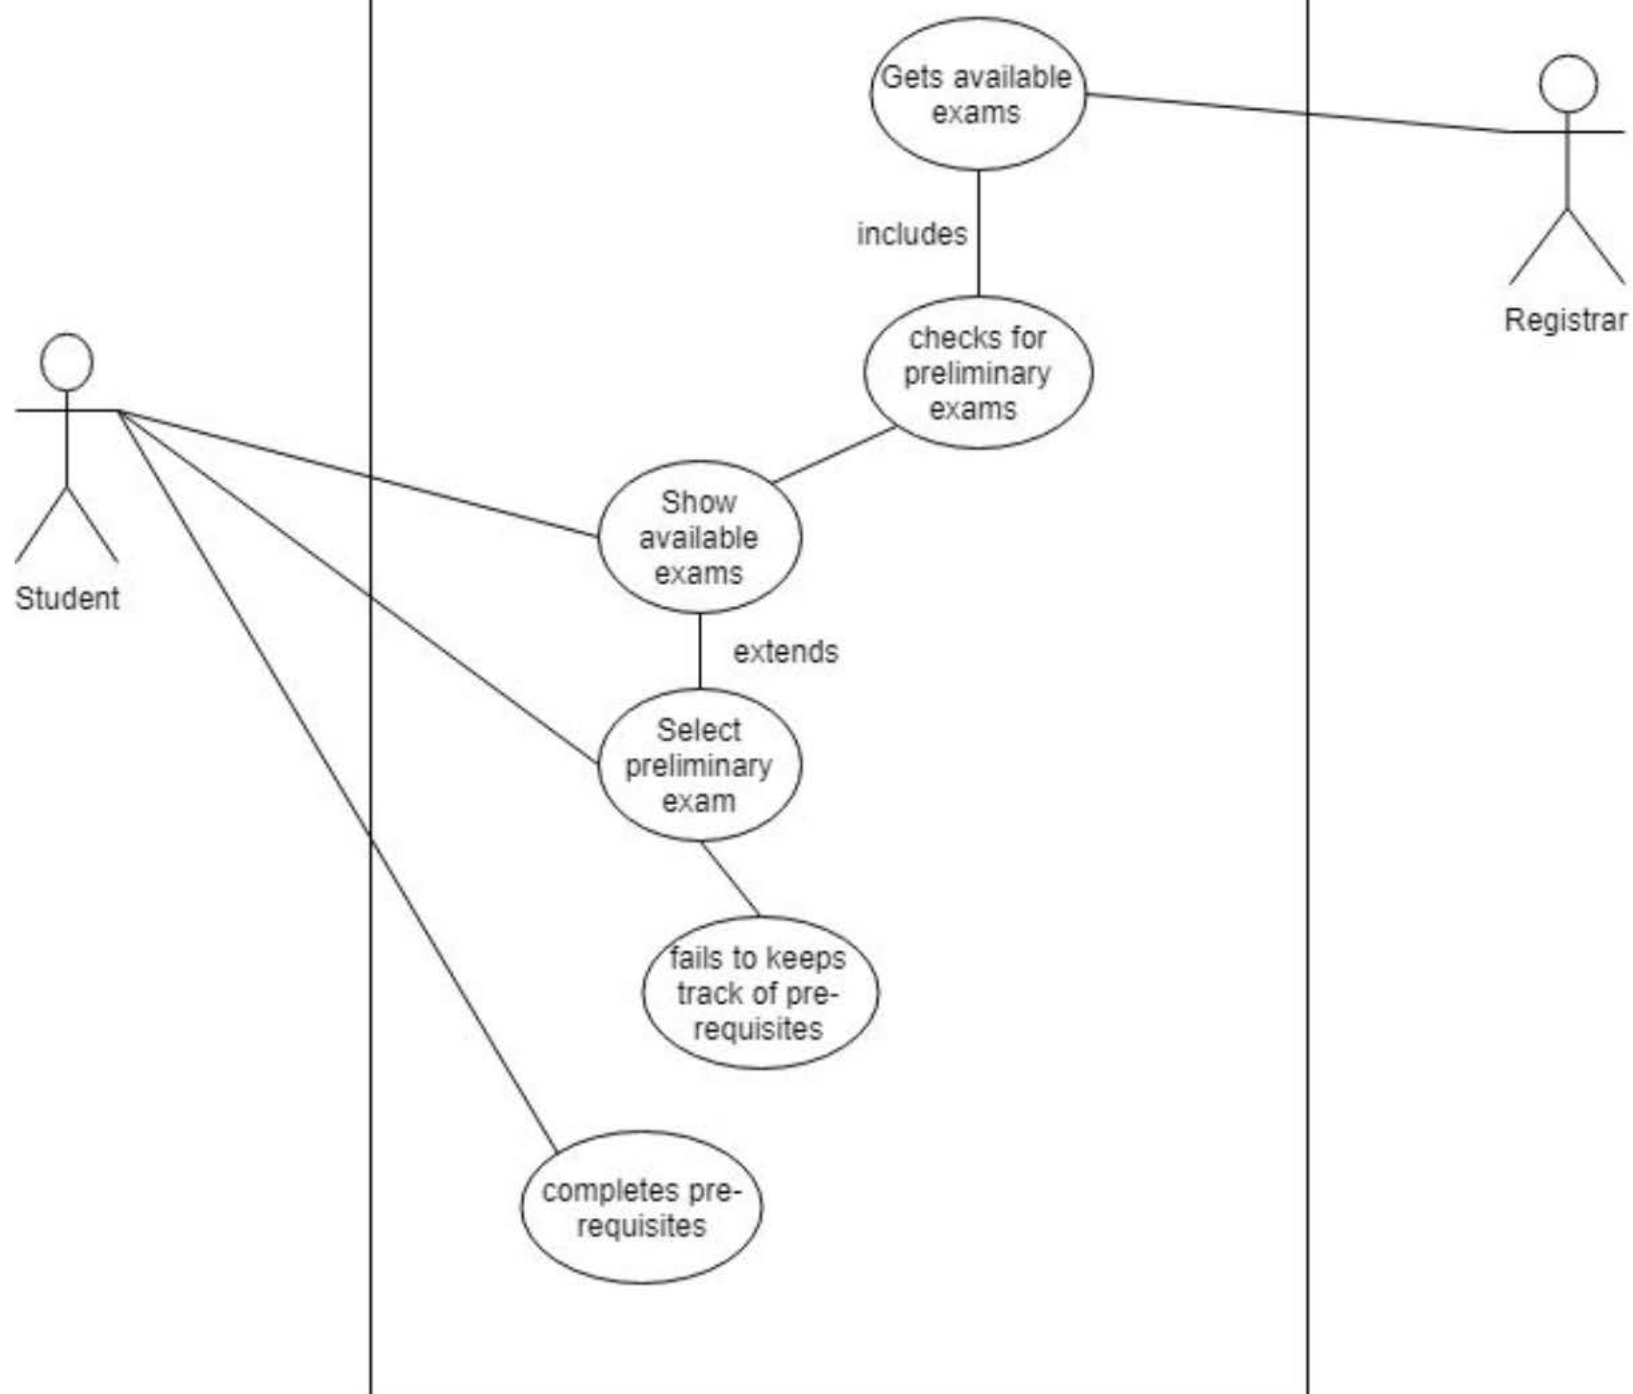 Gets available
exams
includes
Registrar
checks for
preliminary
exams
Show
available
exams
Student
extends
Select
preliminary
exam
fails to keeps
track of pre-
requisites
completes pre-
requisites